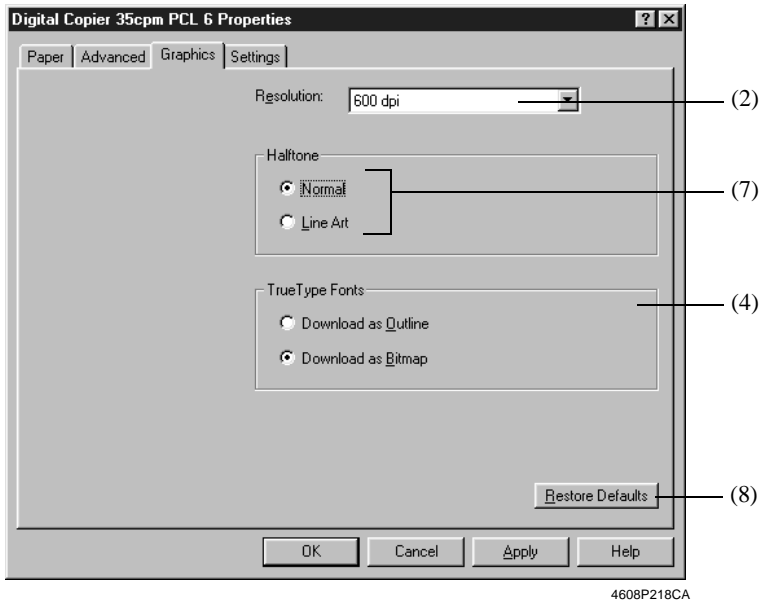 Digital Copier 35cpm PCL 6 Properties
Paper Advanced Graphics Settings
Resolution: 600 dpi (2)
Halftone
Normal (7)
Line Art
TrueType Fonts (4)
Download as Outline
Download as Bitmap
Restore Defaults (8)
OK Cancel Apply Help
4608P218CA